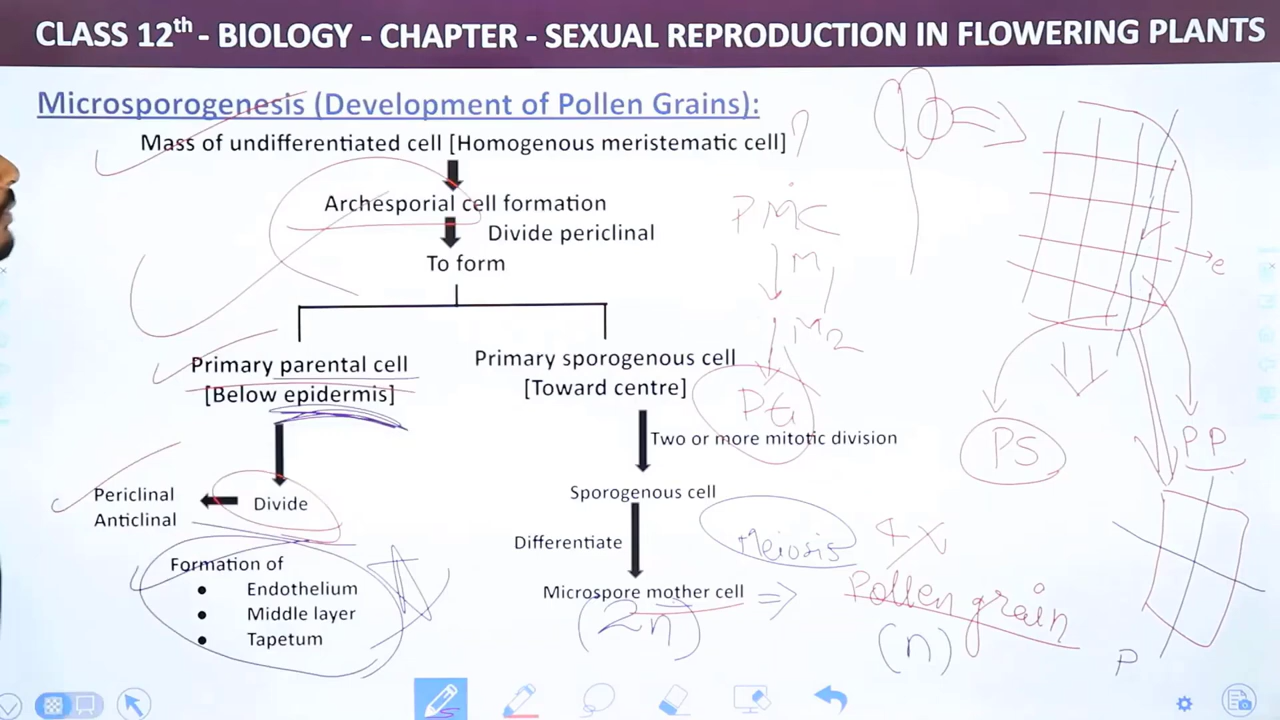 CLASS 12th - BIOLOGY - CHAPTER - SEXUAL REPRODUCTION IN FLOWERING PLANTS
Microsporogenesis (Development of Pollen Grains):
Mass of undifferentiated cell [Homogenous meristematic cell] ?
Archesporial cell formation
Divide periclinal
To form
PMC
M1
M2
PG
e
PS
PP
Primary parental cell
[Below epidermis]
Primary sporogenous cell
[Toward centre]
Two or more mitotic division
Periclinal
Anticlinal
Divide
Sporogenous cell
Meiosis
4x
Differentiate
Formation of
• Endothelium
• Middle layer
• Tapetum
Microspore mother cell => Pollen grain
(2n)
(n)
P